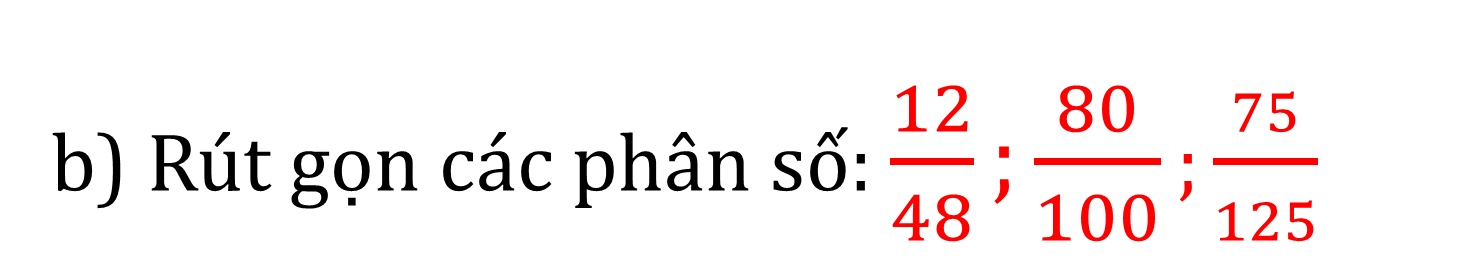 b) Rút gọn các phân số: 12/48 ; 80/100 ; 75/125